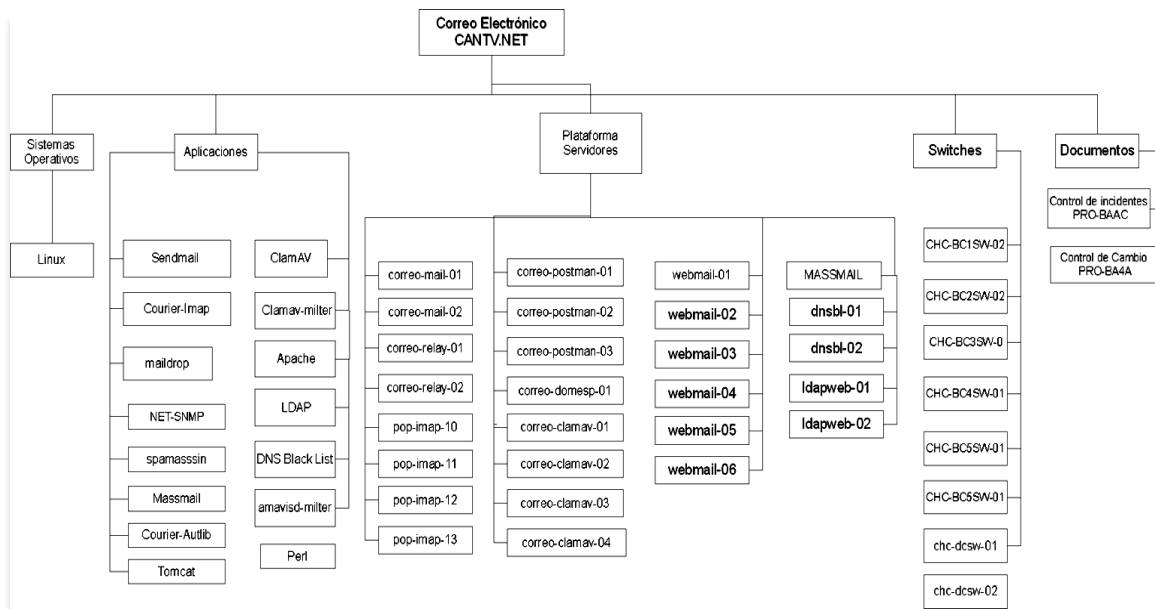 Correo Electrónico
CANTV.NET
Sistemas
Operativos
Aplicaciones
Plataforma
Servidores
Switches
Documentos
Linux
Sendmail
Courier-Imap
maildrop
NET-SNMP
spamasssin
Massmail
Courier-Autlib
Tomcat
ClamAV
Clamav-milter
Apache
LDAP
DNS Black List
amavisd-milter
Perl
correo-mail-01
correo-mail-02
correo-relay-01
correo-relay-02
pop-imap-10
pop-imap-11
pop-imap-12
pop-imap-13
correo-postman-01
correo-postman-02
correo-postman-03
correo-domesp-01
correo-clamav-01
correo-clamav-02
correo-clamav-03
correo-clamav-04
webmail-01
webmail-02
webmail-03
webmail-04
webmail-05
webmail-06
MASSMAIL
dnsbl-01
dnsbl-02
ldapweb-01
ldapweb-02
CHC-BC1SW-02
CHC-BC2SW-02
CHC-BC3SW-0
CHC-BC4SW-01
CHC-BC5SW-01
CHC-BC5SW-01
chc-dcsw-01
chc-dcsw-02
Control de incidentes
PRO-BAAC
Control de Cambio
PRO-BA4A